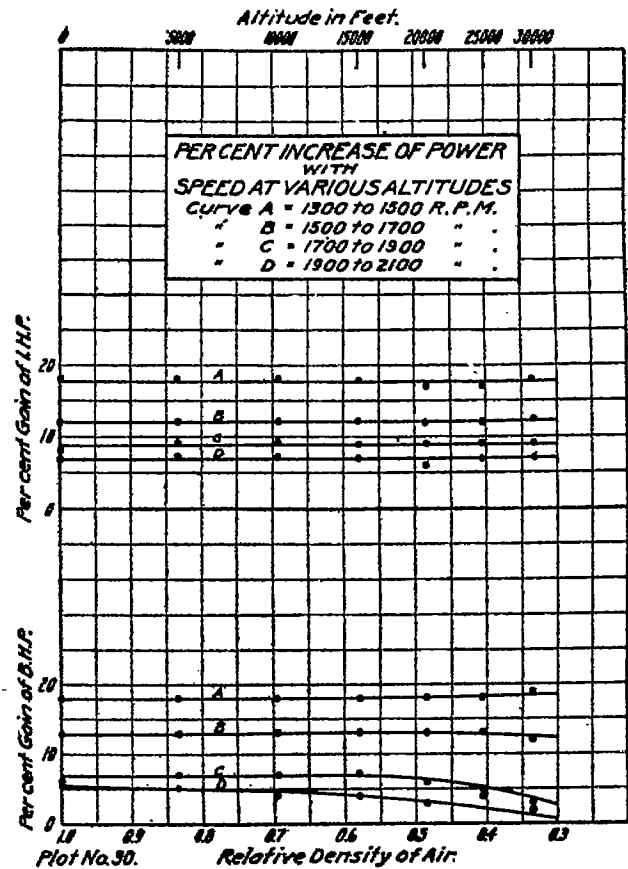 Altitude in Feet.
0 5000 10000 15000 20000 25000 30000
PER CENT INCREASE OF POWER
WITH
SPEED AT VARIOUS ALTITUDES
Curve A = 1300 to 1500 R.P.M.
" B = 1500 to 1700 " .
" C = 1700 to 1900 " .
" D = 1900 to 2100 " .
Per cent Gain of I.H.P.
20
10
0
A
B
C
D
Per cent Gain of B.H.P.
20
10
0
A
B
C
D
1.0 0.9 0.8 0.7 0.6 0.5 0.4 0.3
Plot No. 30. Relative Density of Air.